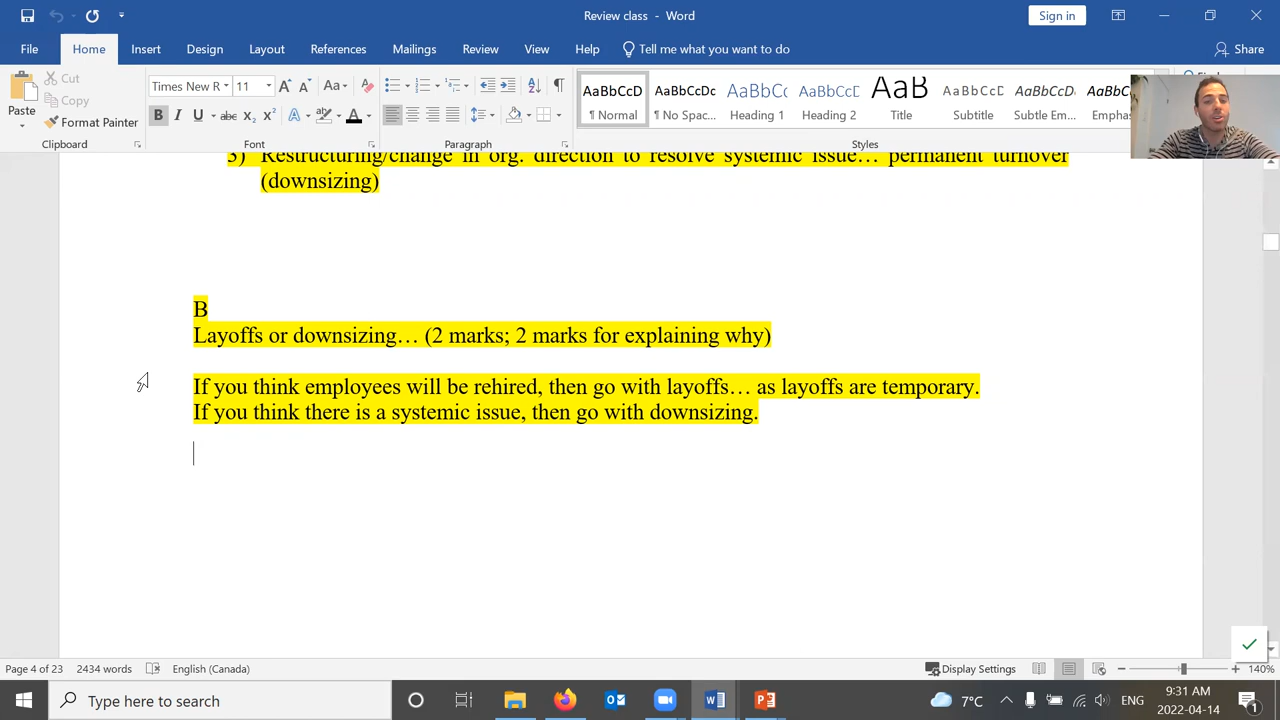 Review class - Word
Sign in
File Home Insert Design Layout References Mailings Review View Help Tell me what you want to do Share
Paste Cut Copy Format Painter
Times New R 11 Aa
AaBbCcD AaBbCcDc AaBbCc AaBbCcD AaB AaBbCcD AaBbCcD AaBbCc
¶ Normal ¶ No Spac... Heading 1 Heading 2 Title Subtitle Subtle Em... Emphas
Clipboard Font Paragraph Styles
3) Restructuring/change in org. direction to resolve systemic issue… permanent turnover
(downsizing)
B
Layoffs or downsizing… (2 marks; 2 marks for explaining why)
If you think employees will be rehired, then go with layoffs… as layoffs are temporary.
If you think there is a systemic issue, then go with downsizing.
Page 4 of 23 2434 words English (Canada) Display Settings 140%
Type here to search 7°C ENG 9:31 AM
2022-04-14